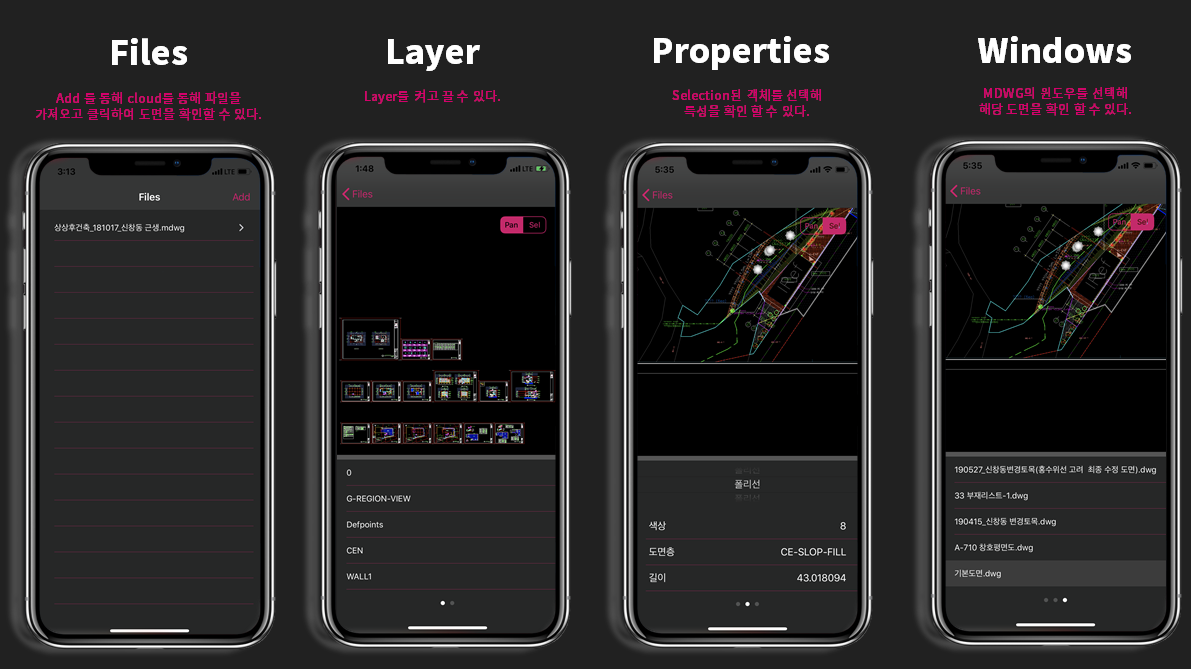 Files
Add 를 통해 cloud를 통해 파일을
가져오고 클릭하여 도면을 확인할 수 있다.
3:13
LTE
Files
Add
상상후건축_181017_신창동 근생.mdwg
Layer
Layer를 켜고 끌 수 있다.
1:48
LTE
Files
Pan
Sel
0
G-REGION-VIEW
Defpoints
CEN
WALL1
Properties
Selection된 객체를 선택해
특성을 확인 할 수 있다.
5:35
Files
Pan
Sel
폴리선
폴리선
폴리선
색상
8
도면층
CE-SLOP-FILL
길이
43.018094
Windows
MDWG의 윈도우를 선택해
해당 도면을 확인 할 수 있다.
5:35
Files
Pan
Sel
190527_신창동변경토목(홍수위선 고려 최종 수정 도면).dwg
33 부재리스트-1.dwg
190415_신창동 변경토목.dwg
A-710 창호평면도.dwg
기본도면.dwg